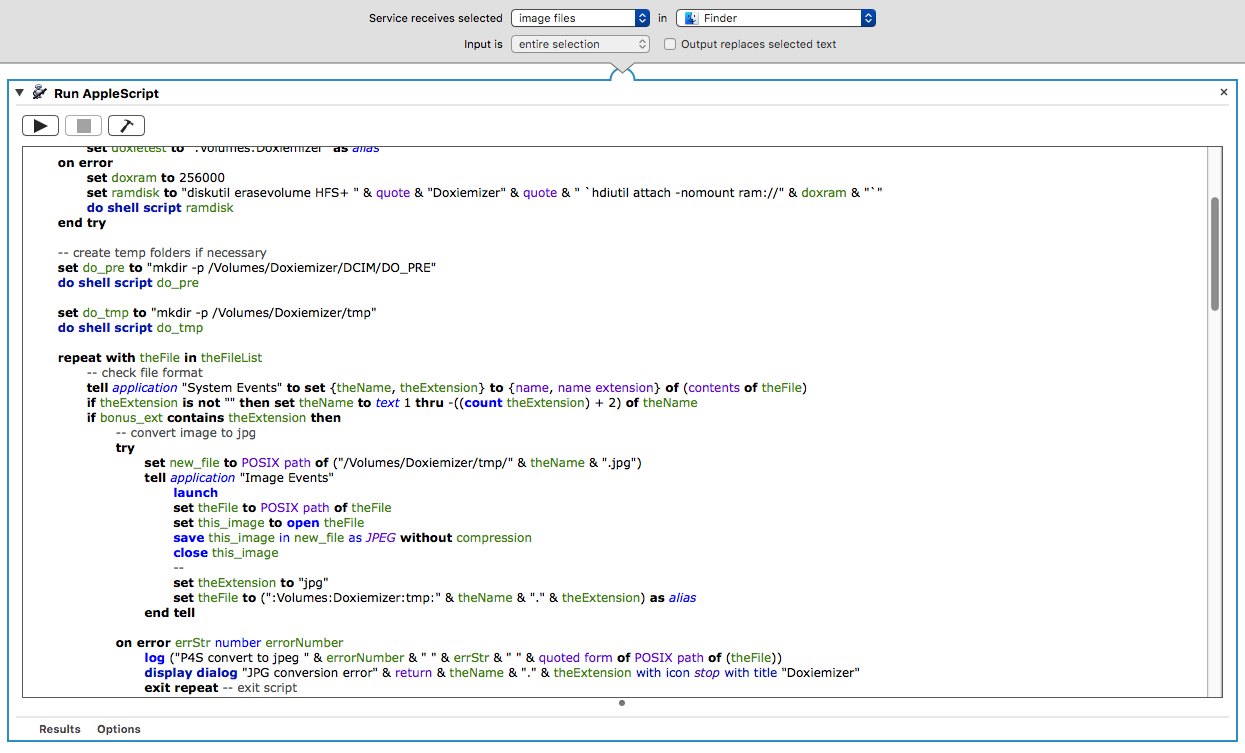 Service receives selected image files in Finder
Input is entire selection Output replaces selected text
Run AppleScript
set doxietest to ":Volumes:Doxiemizer" as alias
on error
set doxram to 256000
set ramdisk to "diskutil erasevolume HFS+ " & quote & "Doxiemizer" & quote & " `hdiutil attach -nomount ram://" & doxram & "`"
do shell script ramdisk
end try
-- create temp folders if necessary
set do_pre to "mkdir -p /Volumes/Doxiemizer/DCIM/DO_PRE"
do shell script do_pre
set do_tmp to "mkdir -p /Volumes/Doxiemizer/tmp"
do shell script do_tmp
repeat with theFile in theFileList
-- check file format
tell application "System Events" to set {theName, theExtension} to {name, name extension} of (contents of theFile)
if theExtension is not "" then set theName to text 1 thru -((count theExtension) + 2) of theName
if bonus_ext contains theExtension then
-- convert image to jpg
try
set new_file to POSIX path of ("/Volumes/Doxiemizer/tmp/" & theName & ".jpg")
tell application "Image Events"
launch
set theFile to POSIX path of theFile
set this_image to open theFile
save this_image in new_file as JPEG without compression
close this_image
--
set theExtension to "jpg"
set theFile to (":Volumes:Doxiemizer:tmp:" & theName & "." & theExtension) as alias
end tell
on error errStr number errorNumber
log ("P4S convert to jpeg " & errorNumber & " " & errStr & " " & quoted form of POSIX path of (theFile))
display dialog "JPG conversion error" & return & theName & "." & theExtension with icon stop with title "Doxiemizer"
exit repeat -- exit script
Results Options